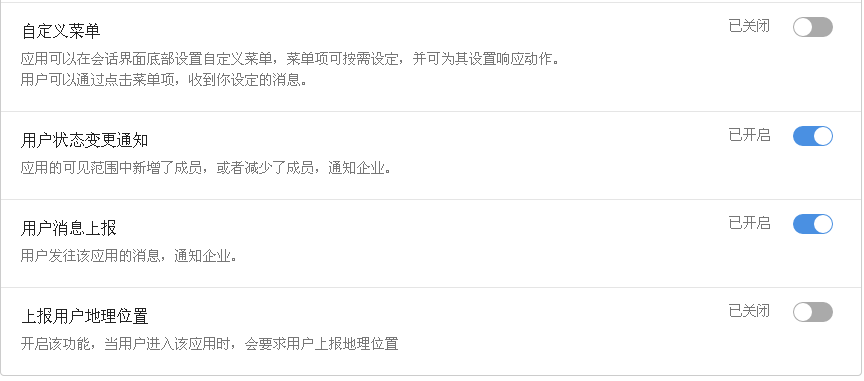 自定义菜单
已关闭
应用可以在会话界面底部设置自定义菜单，菜单项可按需设定，并可为其设置响应动作。
用户可以通过点击菜单项，收到你设定的消息。
用户状态变更通知
已开启
应用的可见范围中新增了成员，或者减少了成员，通知企业。
用户消息上报
已开启
用户发往该应用的消息，通知企业。
上报用户地理位置
已关闭
开启该功能，当用户进入该应用时，会要求用户上报地理位置